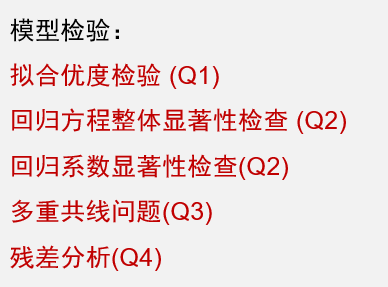 模型检验：
拟合优度检验 (Q1)
回归方程整体显著性检查 (Q2)
回归系数显著性检查(Q2)
多重共线问题(Q3)
残差分析(Q4)